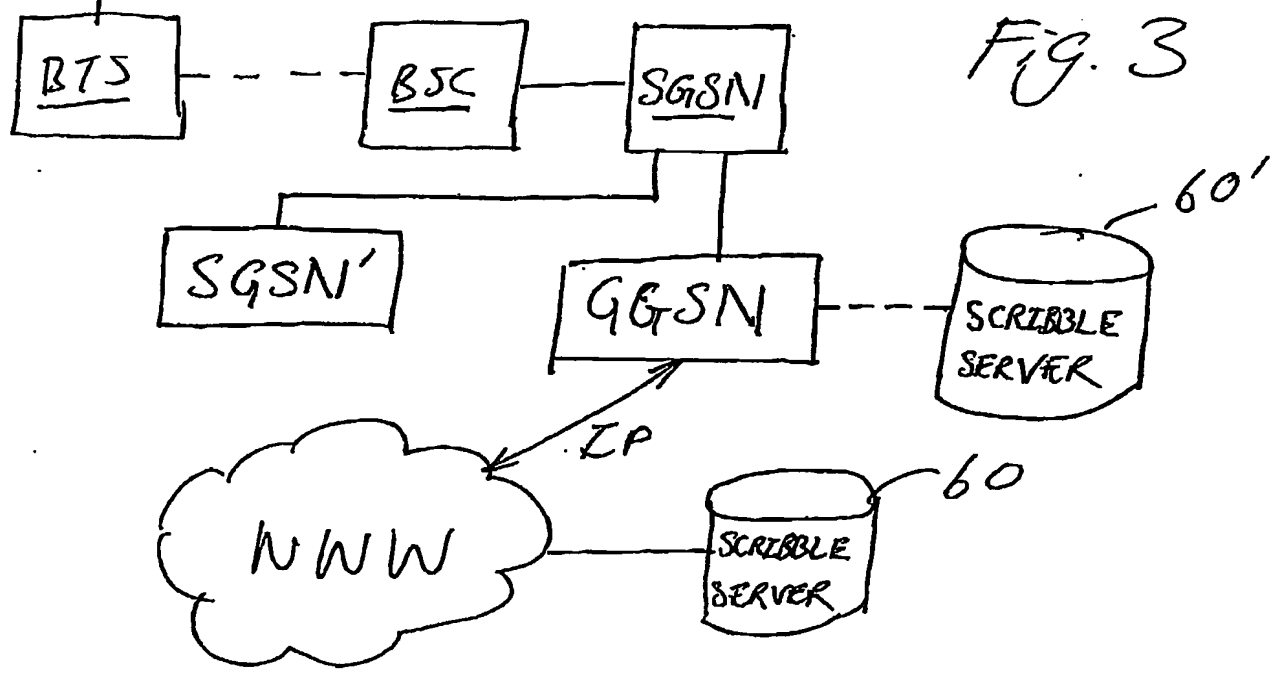 BTS
BSC
SGSN
Fig. 3
60'
SGSN'
GGSN
SCRIBBLE
SERVER
IP
60
WWW
SCRIBBLE
SERVER